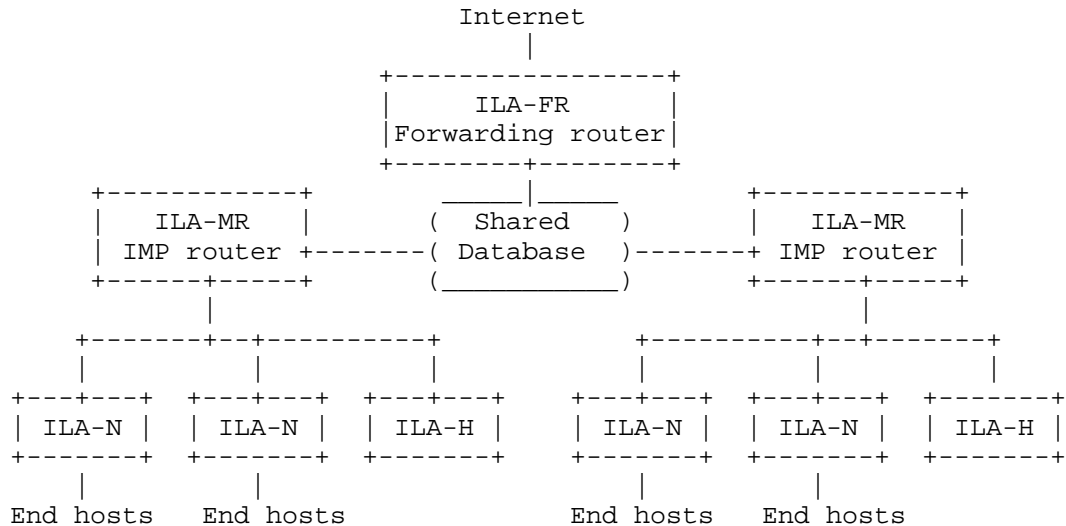 Internet
ILA-FR
Forwarding router
ILA-MR Shared ILA-MR
IMP router Database IMP router
ILA-N ILA-N ILA-H ILA-N ILA-N ILA-H
End hosts End hosts End hosts End hosts